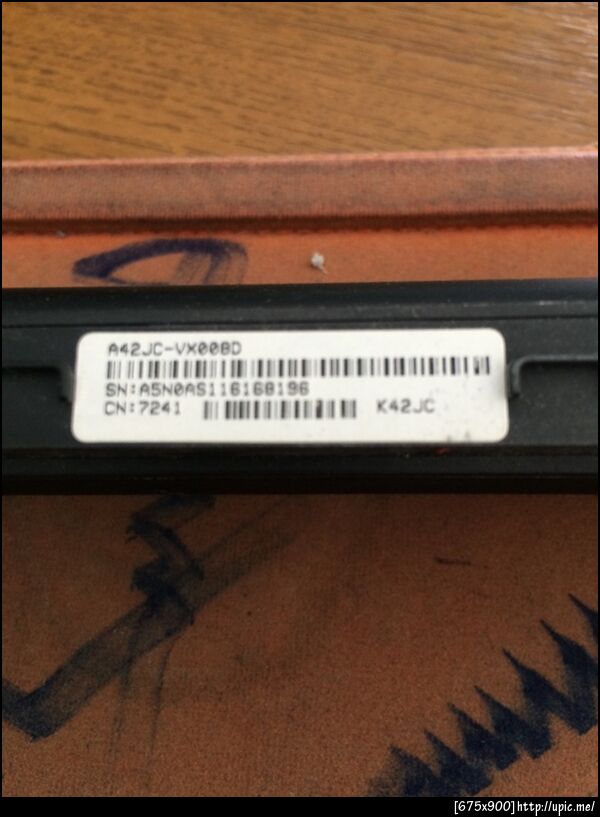 A42JC-VX008D
SN:A5N0AS116168196
CN:7241 K42JC
[675x900]http://upic.me/